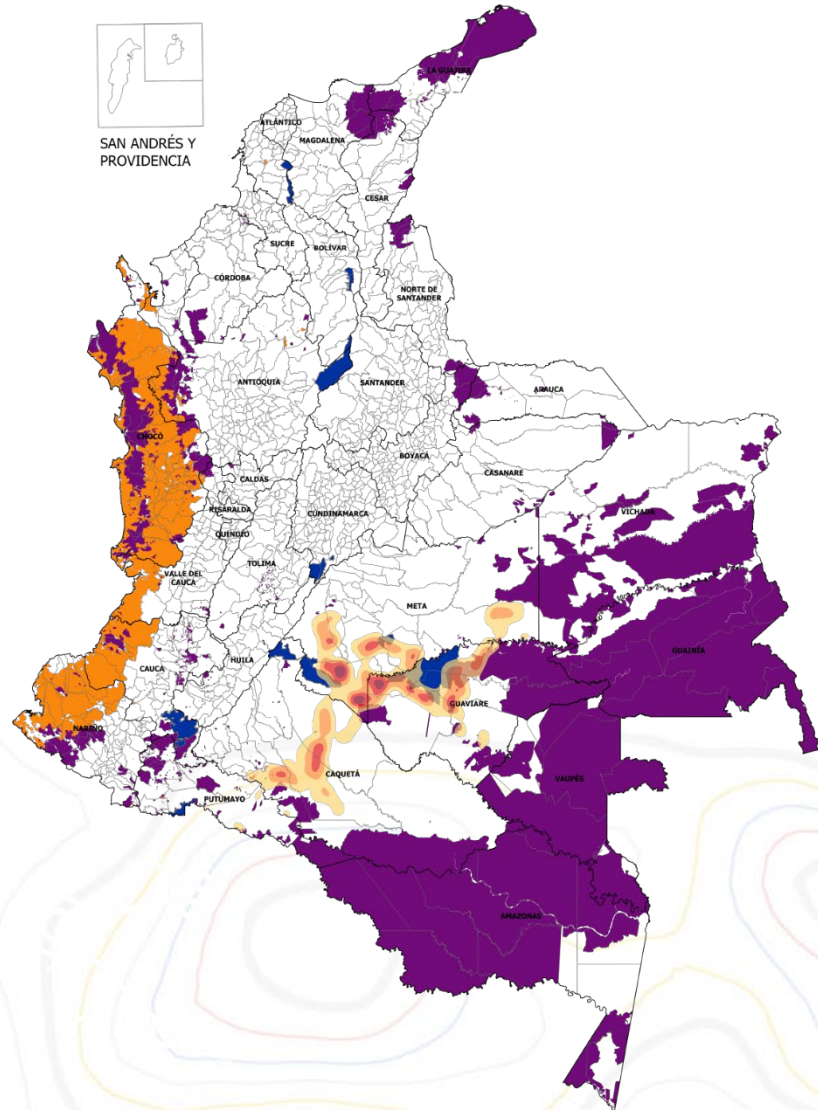 LA GUAJIRA
ATLÁNTICO
MAGDALENA
SAN ANDRÉS Y
PROVIDENCIA
CESAR
SUCRE
BOLÍVAR
CÓRDOBA
NORTE DE
SANTANDER
ANTIOQUIA
SANTANDER
ARAUCA
CHOCÓ
BOYACÁ
CASANARE
CALDAS
RISARALDA
CUNDINAMARCA
VICHADA
QUINDÍO
TOLIMA
VALLE DEL
CAUCA
META
GUAINÍA
CAUCA
HUILA
GUAVIARE
NARIÑO
CAQUETÁ
VAUPÉS
PUTUMAYO
AMAZONAS